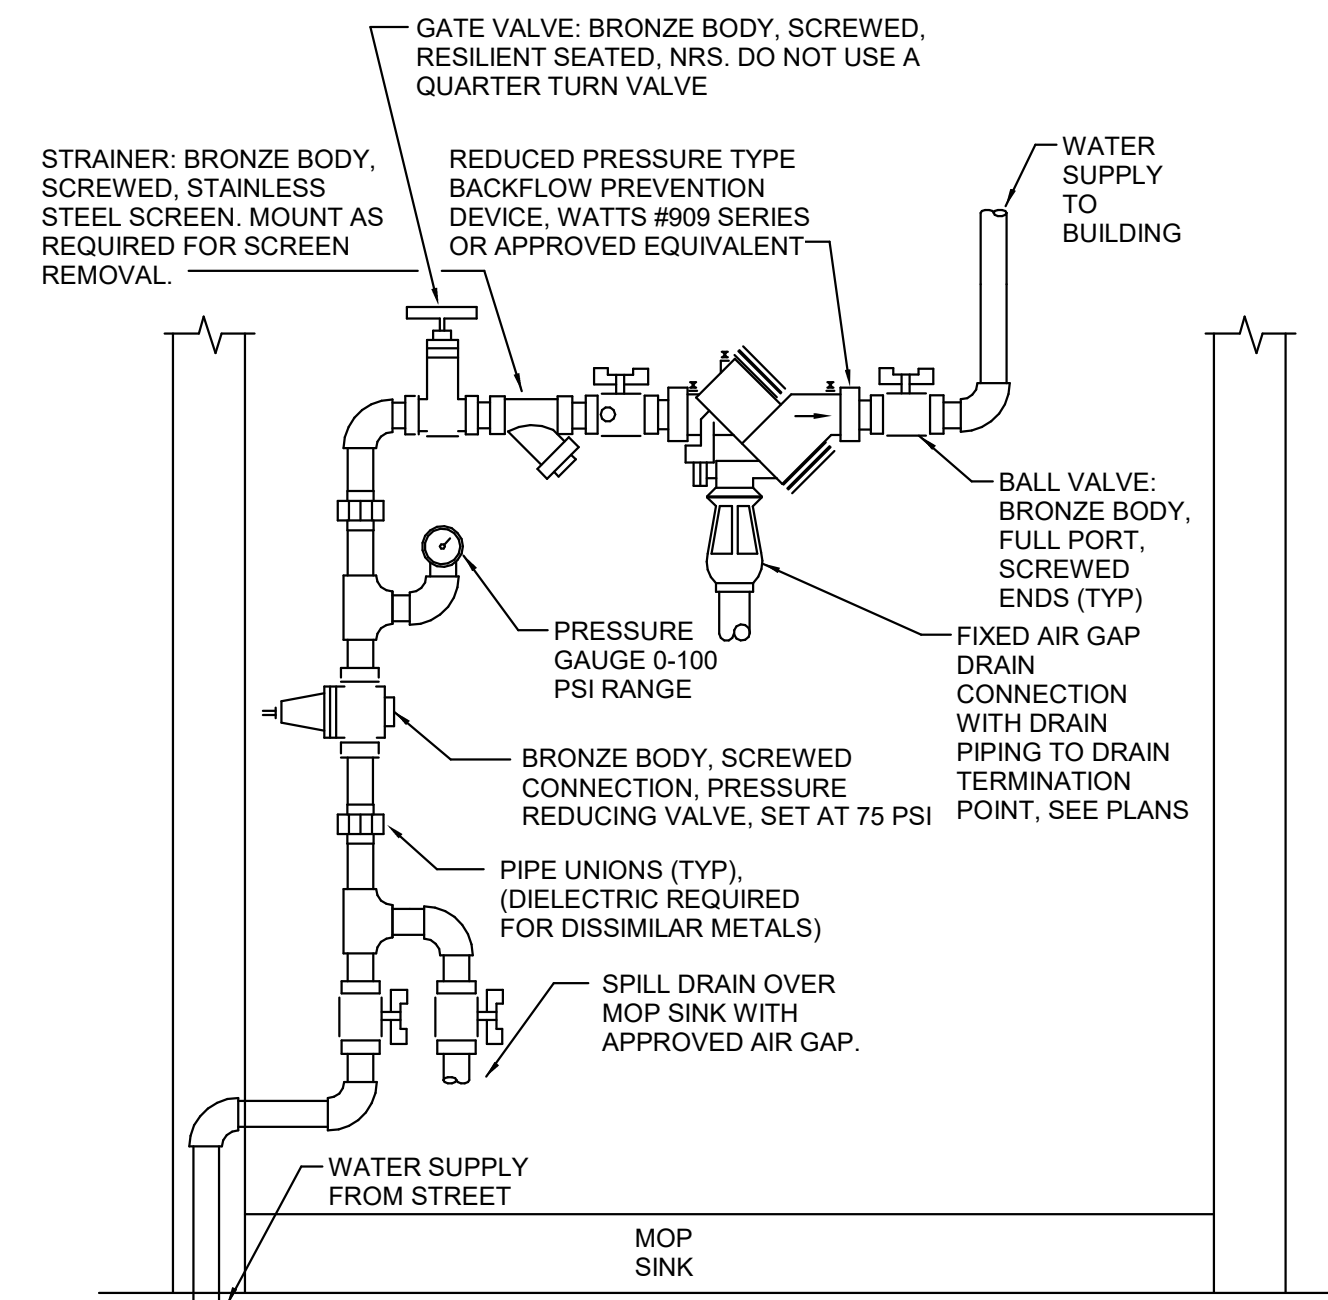 GATE VALVE: BRONZE BODY, SCREWED,
RESILIENT SEATED, NRS. DO NOT USE A
QUARTER TURN VALVE
STRAINER: BRONZE BODY,
SCREWED, STAINLESS
STEEL SCREEN. MOUNT AS
REQUIRED FOR SCREEN
REMOVAL.
REDUCED PRESSURE TYPE
BACKFLOW PREVENTION
DEVICE, WATTS #909 SERIES
OR APPROVED EQUIVALENT
WATER
SUPPLY
TO
BUILDING
BALL VALVE:
BRONZE BODY,
FULL PORT,
SCREWED
ENDS (TYP)
PRESSURE
GAUGE 0-100
PSI RANGE
FIXED AIR GAP
DRAIN
CONNECTION
WITH DRAIN
PIPING TO DRAIN
TERMINATION
POINT, SEE PLANS
BRONZE BODY, SCREWED
CONNECTION, PRESSURE
REDUCING VALVE, SET AT 75 PSI
PIPE UNIONS (TYP),
(DIELECTRIC REQUIRED
FOR DISSIMILAR METALS)
SPILL DRAIN OVER
MOP SINK WITH
APPROVED AIR GAP.
WATER SUPPLY
FROM STREET
MOP
SINK